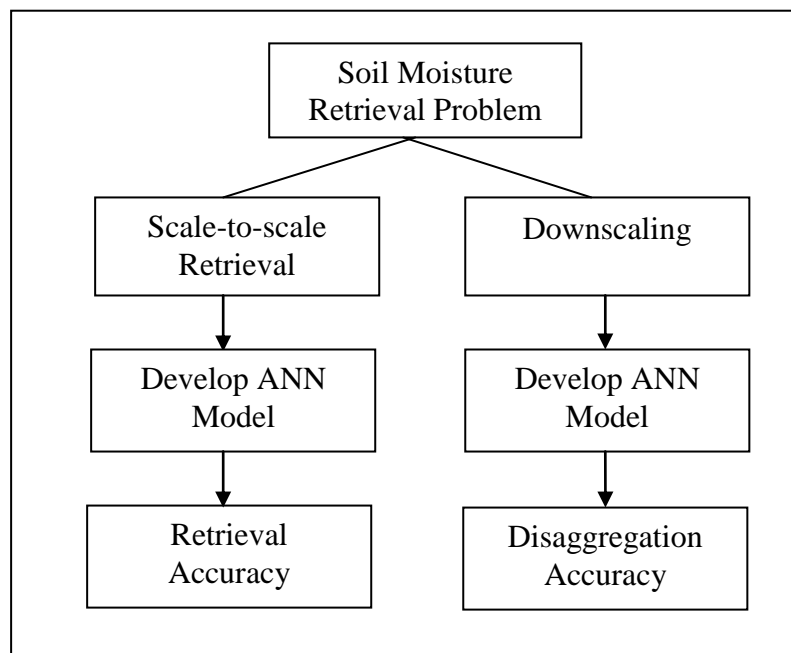 Soil Moisture
Retrieval Problem
Scale-to-scale
Retrieval
Downscaling
Develop ANN
Model
Develop ANN
Model
Retrieval
Accuracy
Disaggregation
Accuracy